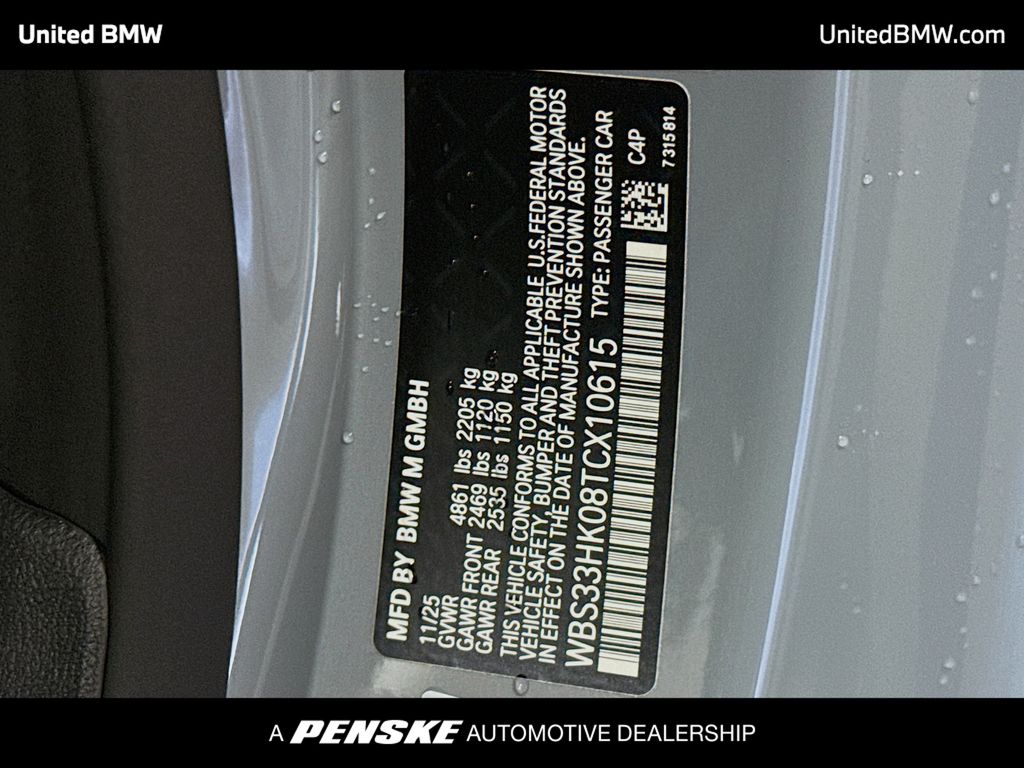 United BMW
UnitedBMW.com
MFD BY BMW M GMBH
11/25
GVWR 4861 lbs 2205 kg
GAWR FRONT 2469 lbs 1120 kg
GAWR REAR 2535 lbs 1150 kg
THIS VEHICLE CONFORMS TO ALL APPLICABLE U.S.FEDERAL MOTOR
VEHICLE SAFETY, BUMPER AND THEFT PREVENTION STANDARDS
IN EFFECT ON THE DATE OF MANUFACTURE SHOWN ABOVE.
WBS33HK08TCX10615 TYPE: PASSENGER CAR
C4P
7315814
A PENSKE AUTOMOTIVE DEALERSHIP